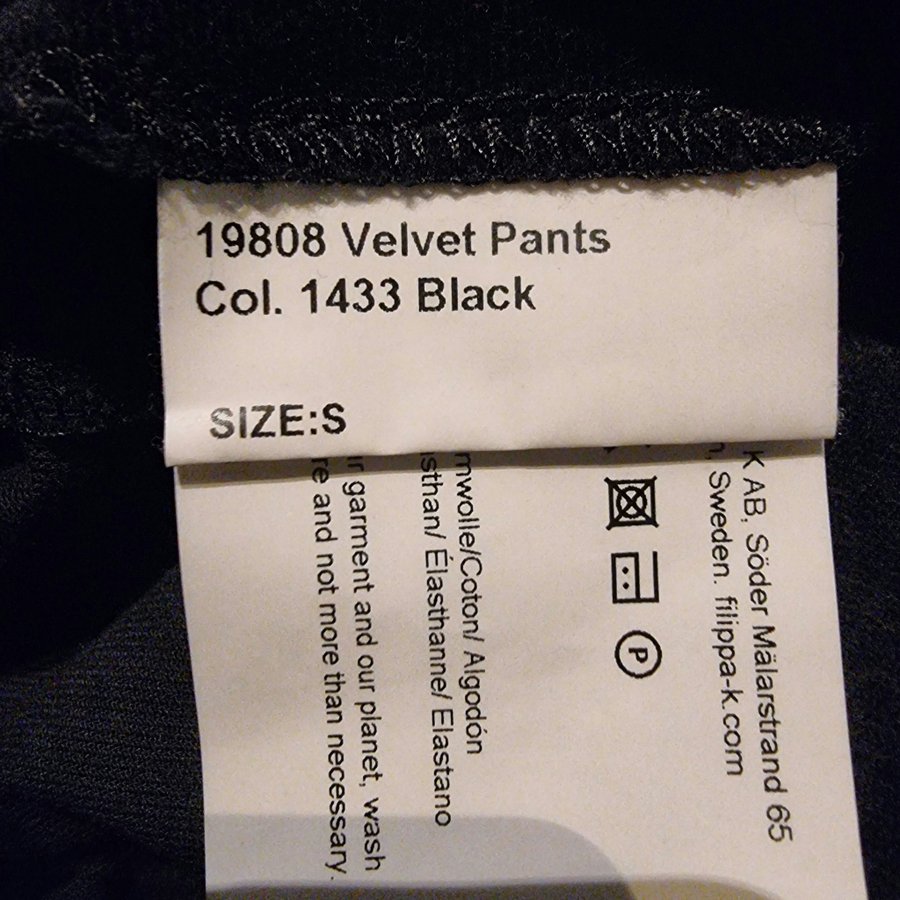 19808 Velvet Pants
Col. 1433 Black
SIZE:S
K AB, Söder Mälarstrand 65
Sweden. filippa-k.com
P
mwolle/Coton/ Algodón
sthan/ Élasthanne/ Elastano
garment and our planet, wash
re and not more than necessary.